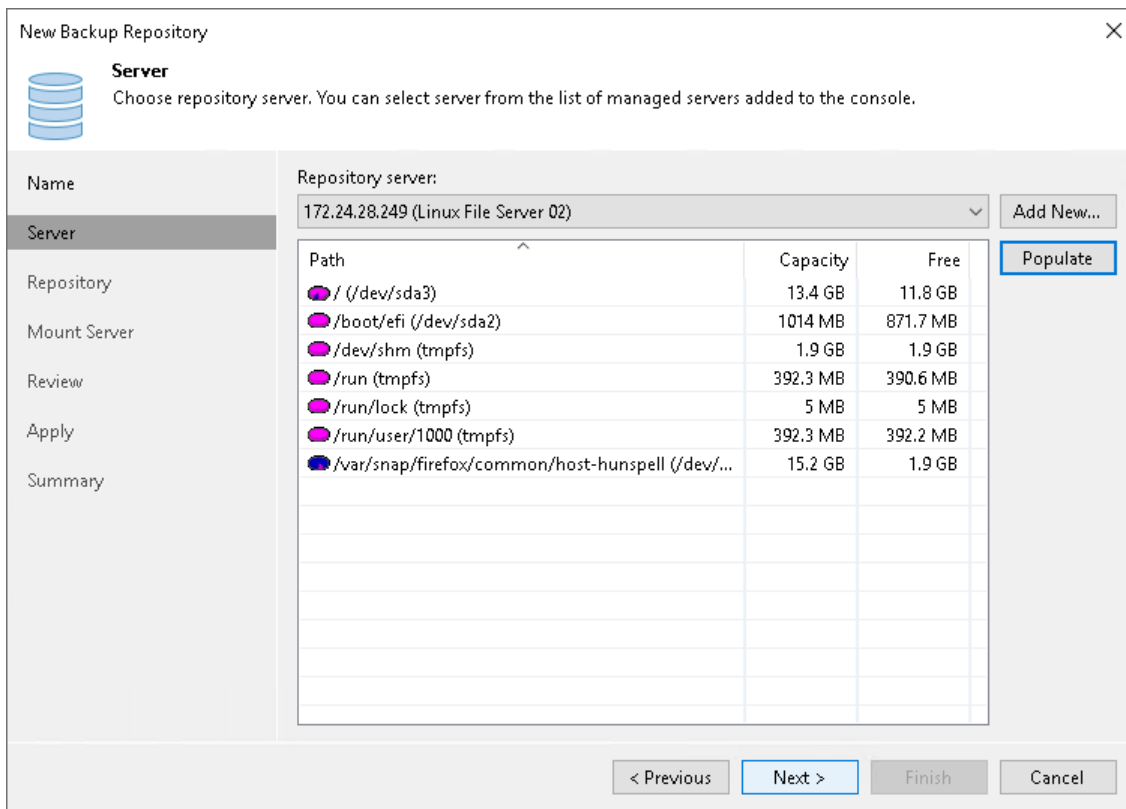 New Backup Repository
Server
Choose repository server. You can select server from the list of managed servers added to the console.
Name
Server
Repository
Mount Server
Review
Apply
Summary
Repository server:
172.24.28.249 (Linux File Server 02) Add New...
Populate
Path Capacity Free
/ (/dev/sda3) 13.4 GB 11.8 GB
/boot/efi (/dev/sda2) 1014 MB 871.7 MB
/dev/shm (tmpfs) 1.9 GB 1.9 GB
/run (tmpfs) 392.3 MB 390.6 MB
/run/lock (tmpfs) 5 MB 5 MB
/run/user/1000 (tmpfs) 392.3 MB 392.2 MB
/var/snap/firefox/common/host-hunspell (/dev/... 15.2 GB 1.9 GB
< Previous Next > Finish Cancel